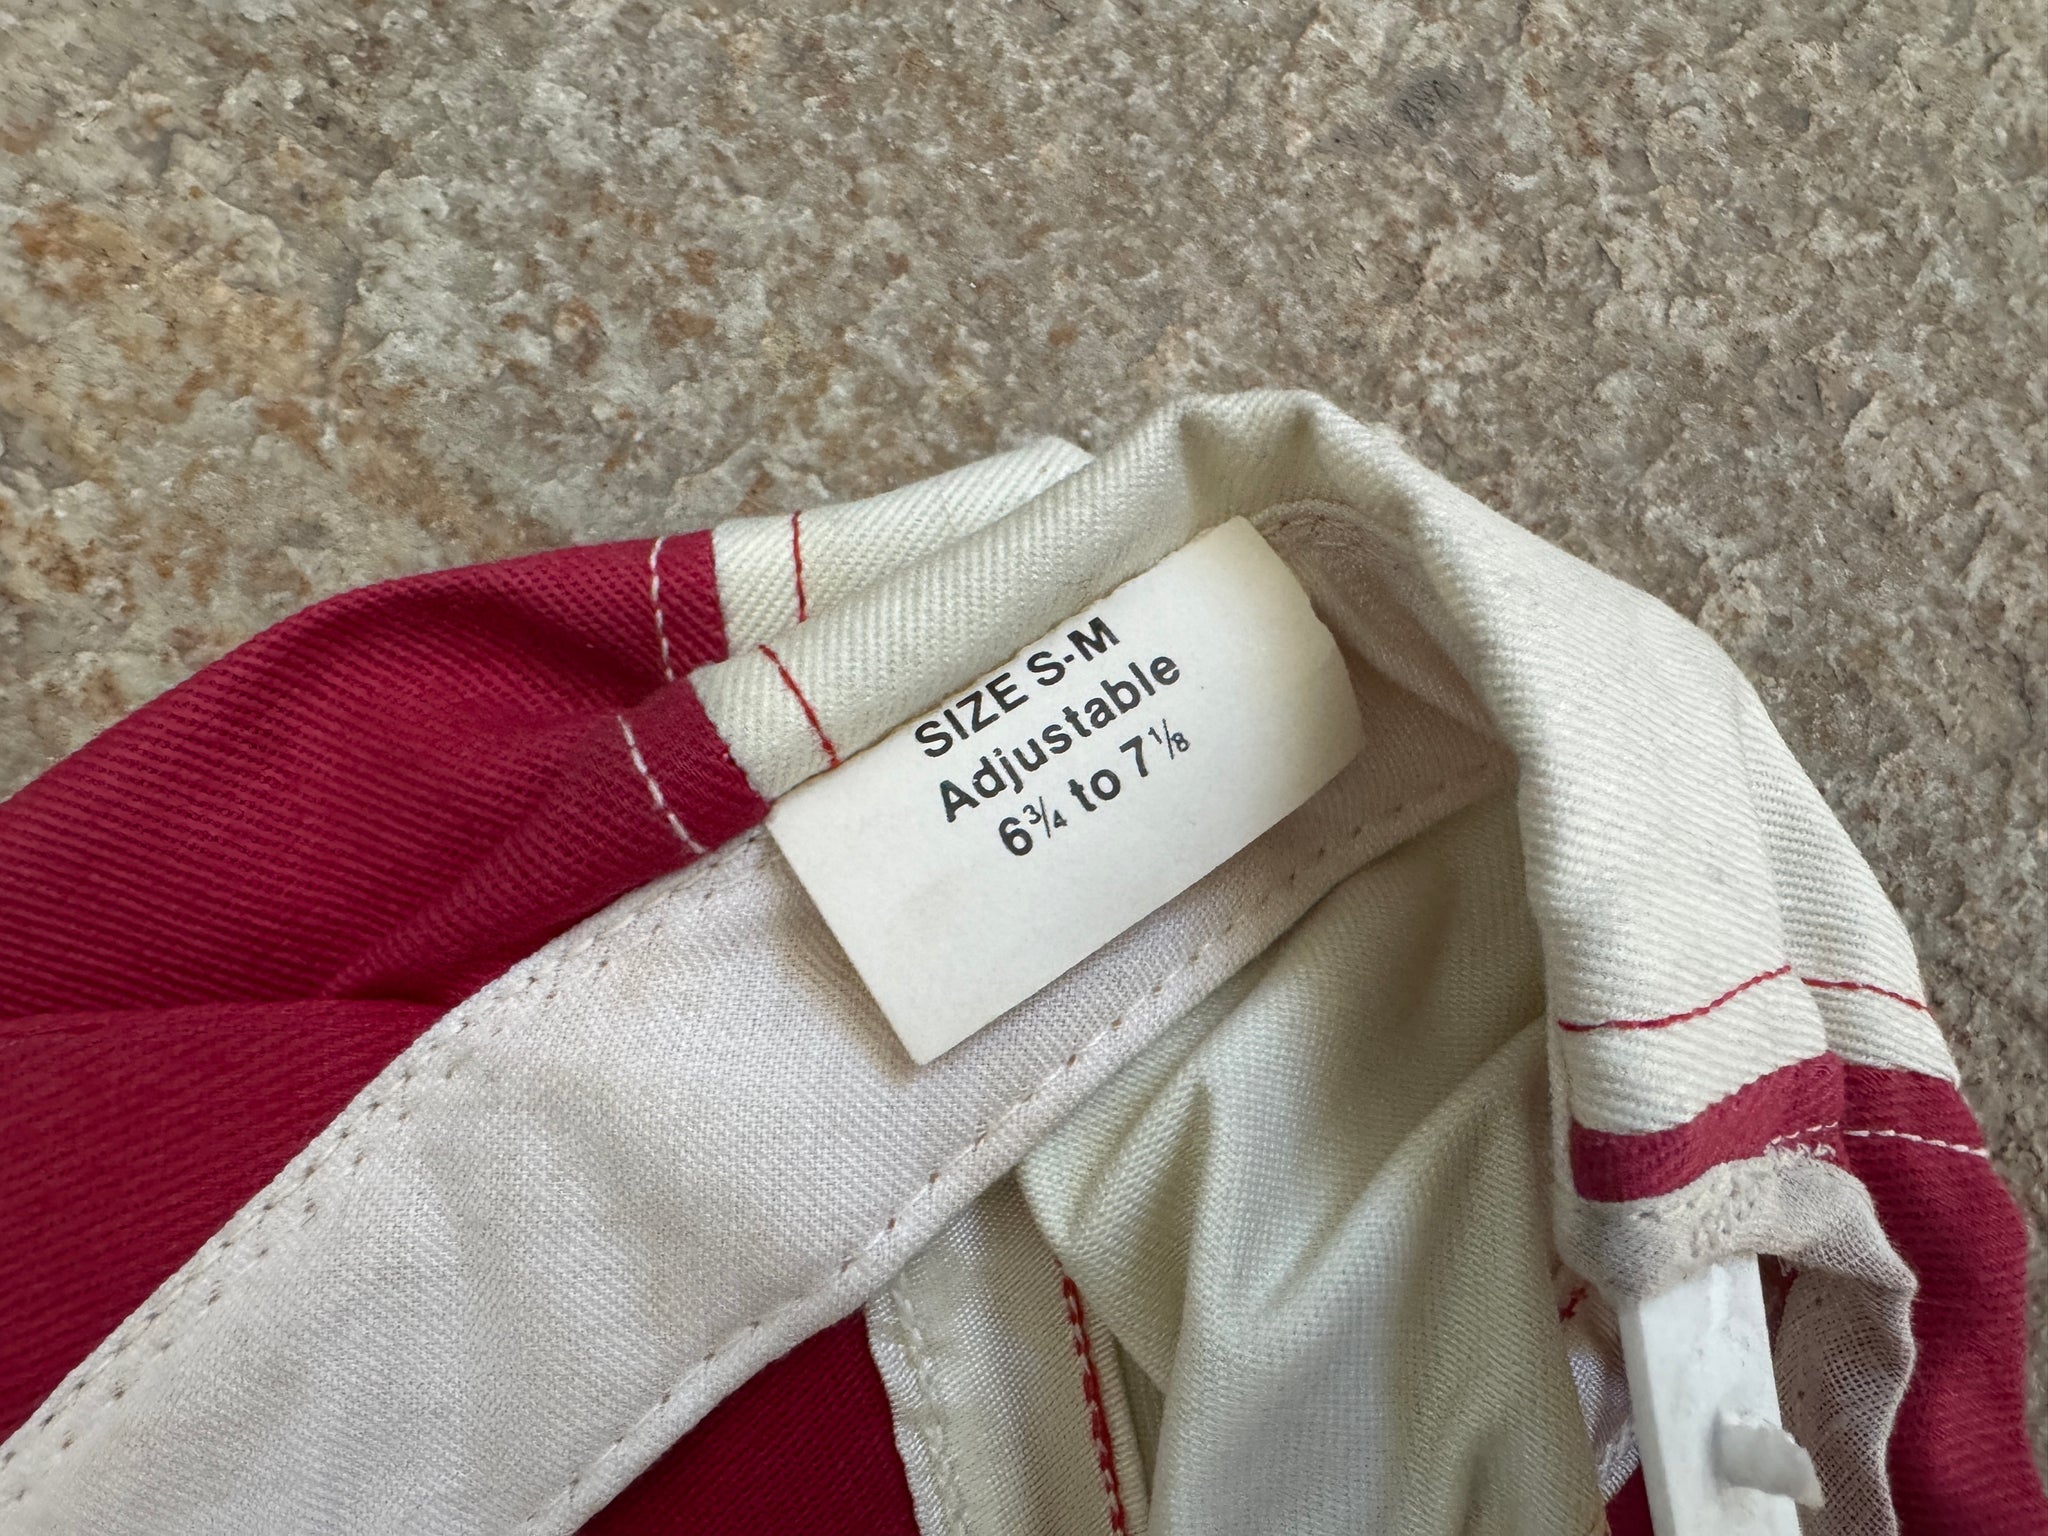 SIZE S-M
Adjustable
6¾ to 7⅛